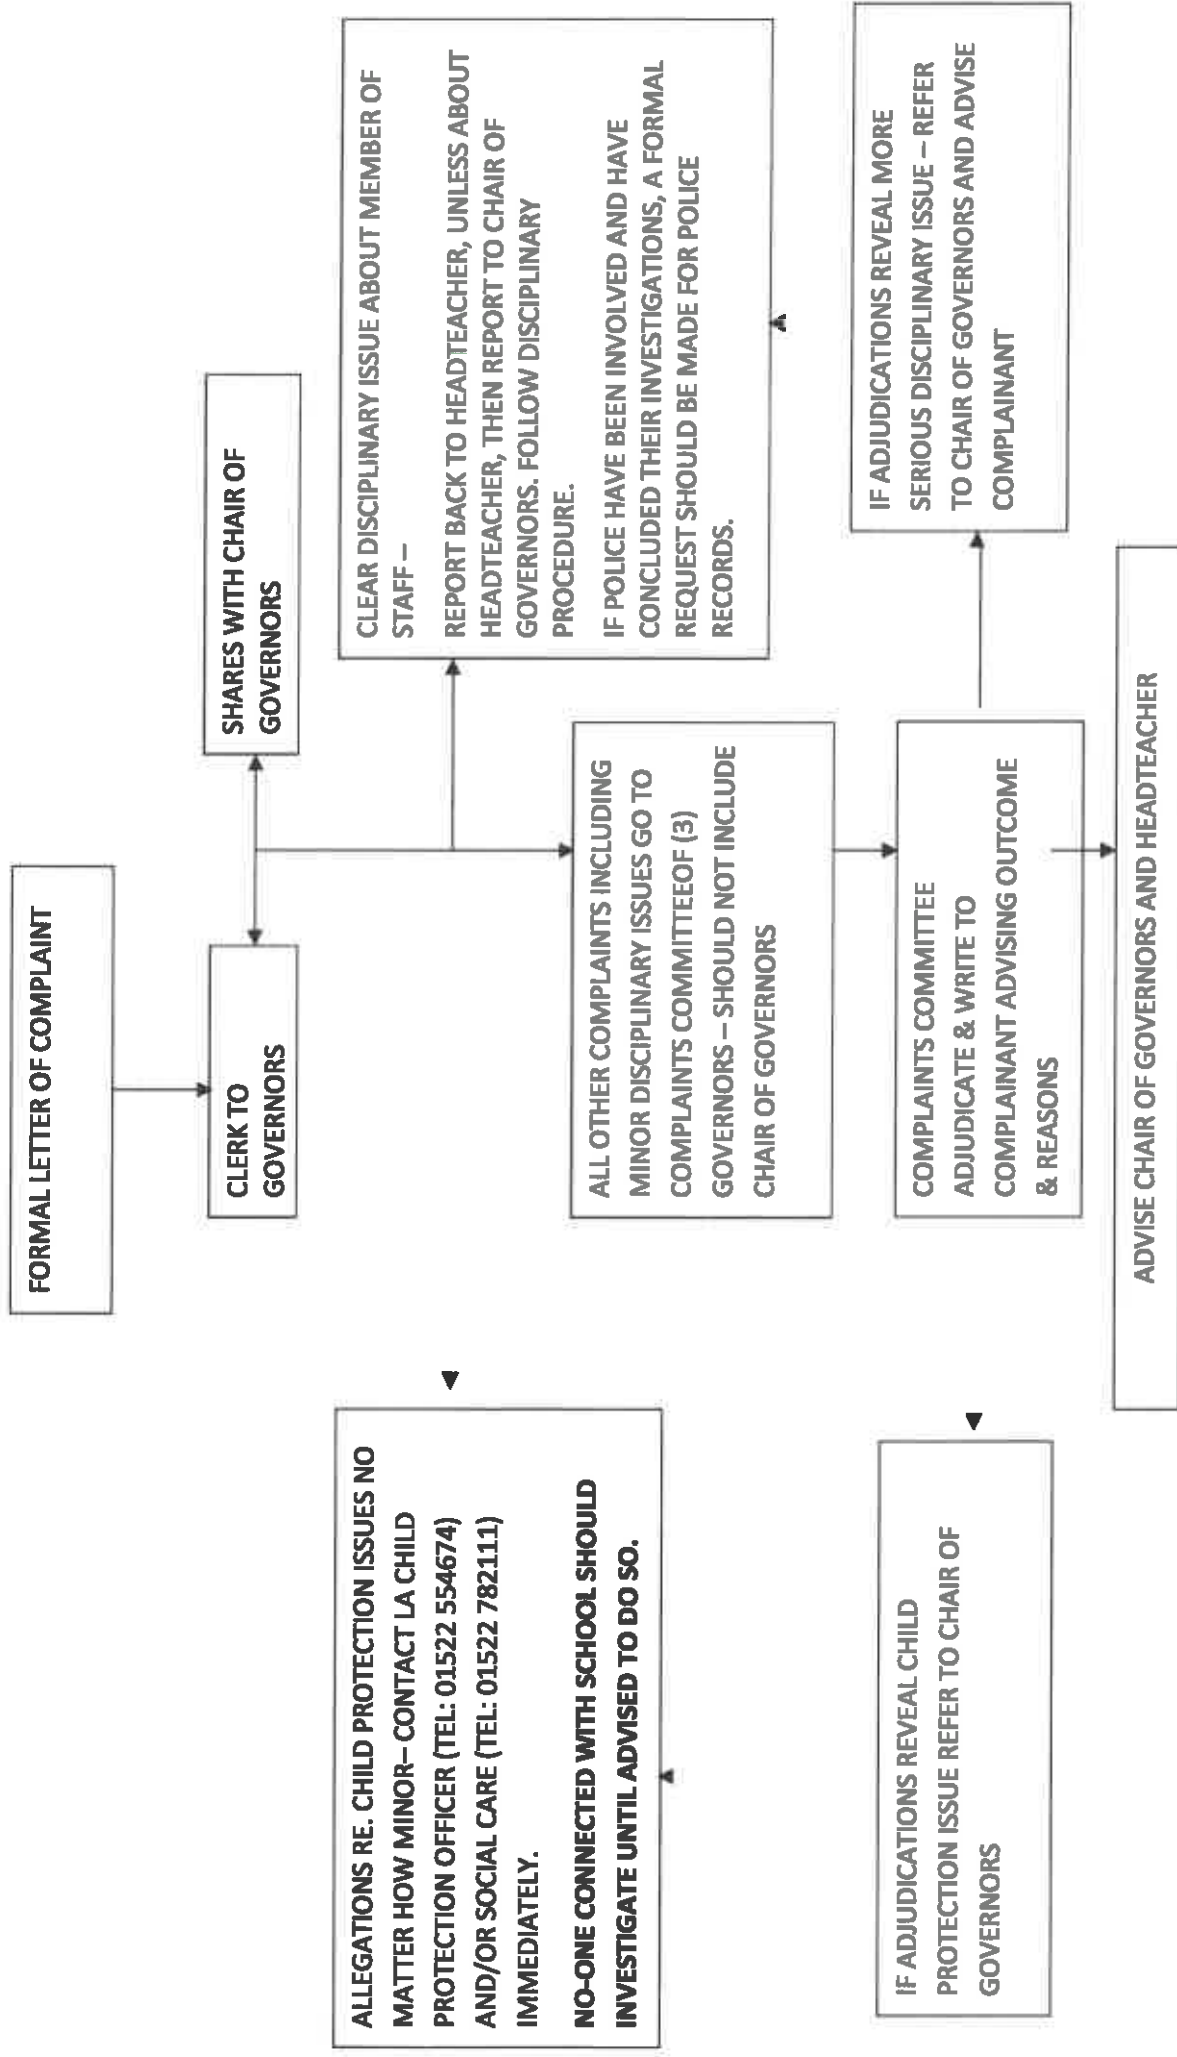 FORMAL LETTER OF COMPLAINT
CLERK TO
GOVERNORS
SHARES WITH CHAIR OF
GOVERNORS
ALLEGATIONS RE. CHILD PROTECTION ISSUES NO
MATTER HOW MINOR– CONTACT LA CHILD
PROTECTION OFFICER (TEL: 01522 554674)
AND/OR SOCIAL CARE (TEL: 01522 782111)
IMMEDIATELY.
NO-ONE CONNECTED WITH SCHOOL SHOULD
INVESTIGATE UNTIL ADVISED TO DO SO.
CLEAR DISCIPLINARY ISSUE ABOUT MEMBER OF
STAFF –
REPORT BACK TO HEADTEACHER, UNLESS ABOUT
HEADTEACHER, THEN REPORT TO CHAIR OF
GOVERNORS. FOLLOW DISCIPLINARY
PROCEDURE.
IF POLICE HAVE BEEN INVOLVED AND HAVE
CONCLUDED THEIR INVESTIGATIONS, A FORMAL
REQUEST SHOULD BE MADE FOR POLICE
RECORDS.
ALL OTHER COMPLAINTS INCLUDING
MINOR DISCIPLINARY ISSUES GO TO
COMPLAINTS COMMITTEEOF (3)
GOVERNORS – SHOULD NOT INCLUDE
CHAIR OF GOVERNORS
IF ADJUDICATIONS REVEAL CHILD
PROTECTION ISSUE REFER TO CHAIR OF
GOVERNORS
COMPLAINTS COMMITTEE
ADJUDICATE & WRITE TO
COMPLAINANT ADVISING OUTCOME
& REASONS
IF ADJUDICATIONS REVEAL MORE
SERIOUS DISCIPLINARY ISSUE – REFER
TO CHAIR OF GOVERNORS AND ADVISE
COMPLAINANT
ADVISE CHAIR OF GOVERNORS AND HEADTEACHER